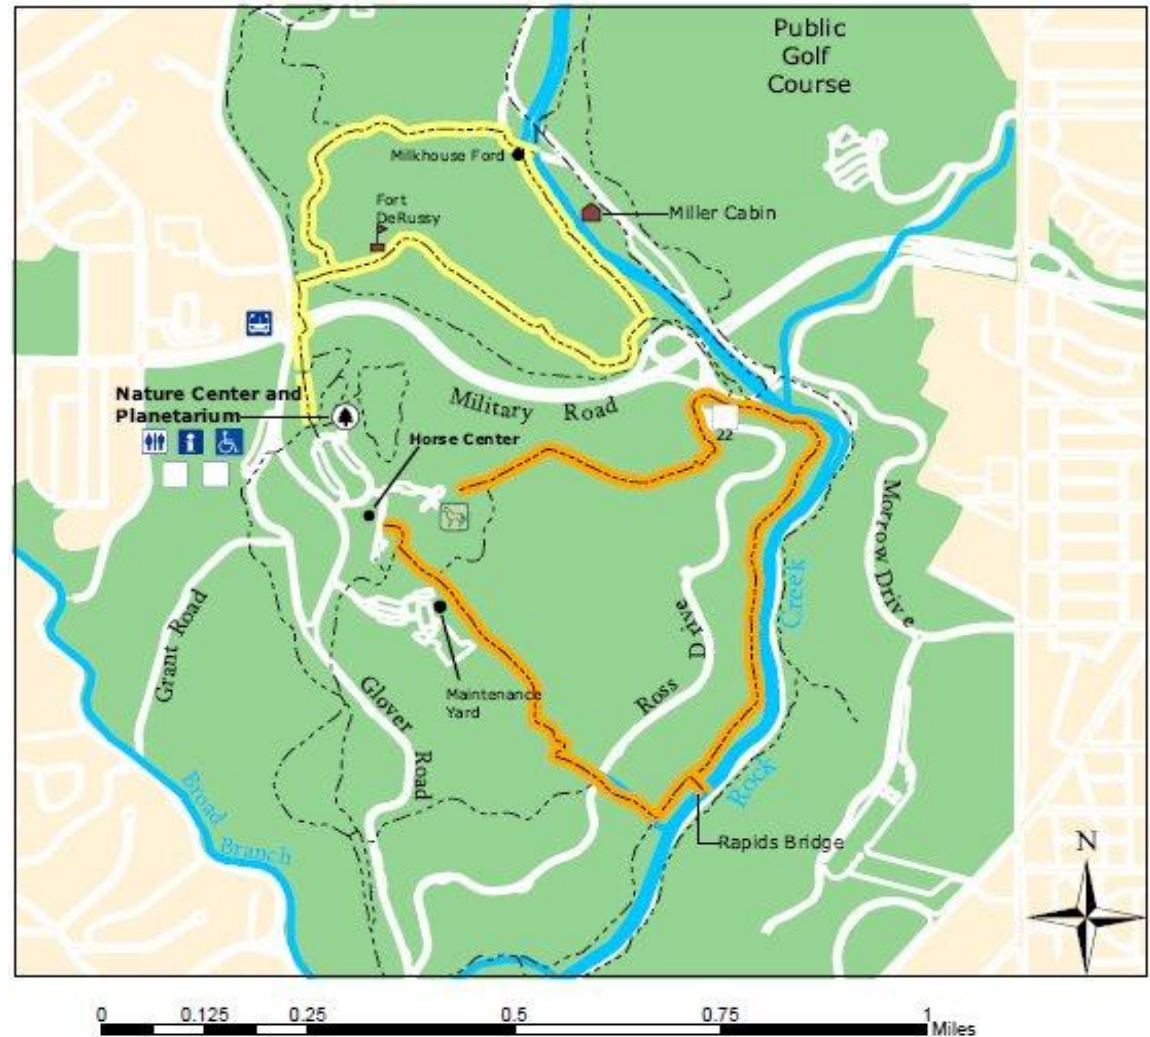 Public
Golf
Course
Milkhouse Ford
Fort
DeRussy
Miller Cabin
Nature Center and
Planetarium
Military Road
22
Horse Center
Morrow Drive
Creek
Grant Road
Drive
Maintenance
Yard
Ross
Glover
Road
Rock
Broad
Branch
Rapids Bridge
N
0 0.125 0.25 0.5 0.75 1
Miles